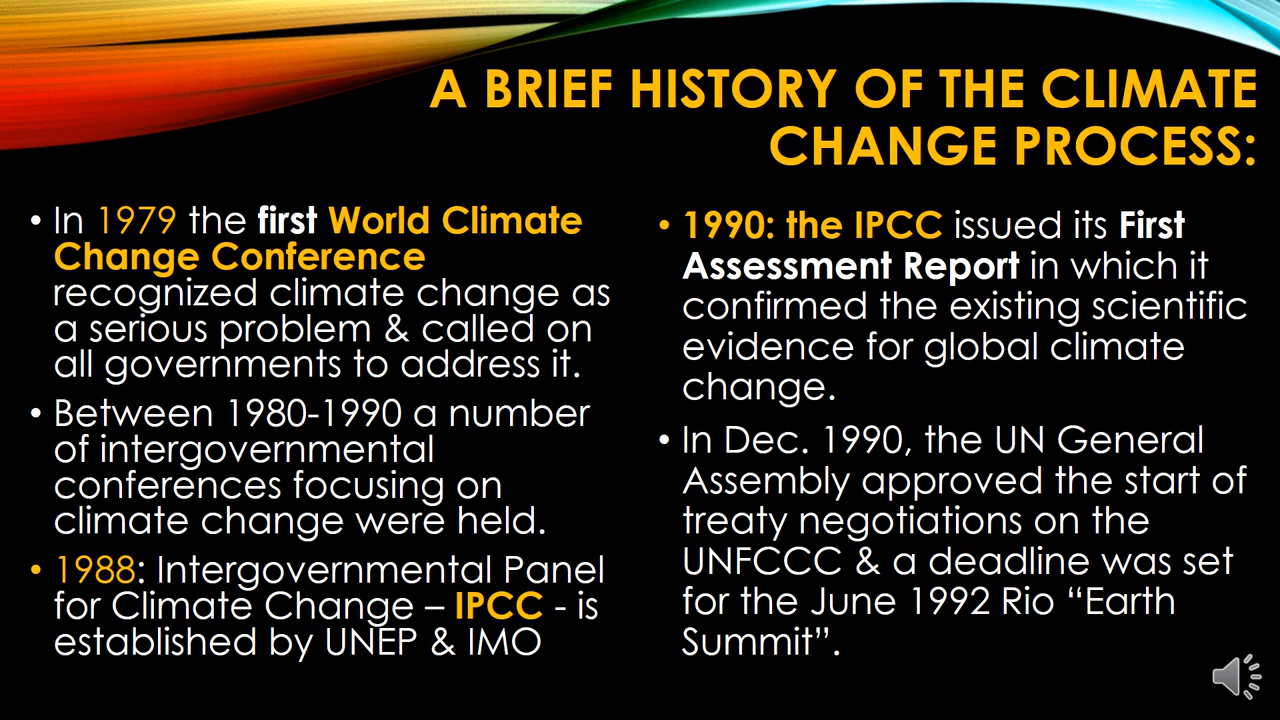 A BRIEF HISTORY OF THE CLIMATE
CHANGE PROCESS:
• In 1979 the first World Climate
Change Conference
recognized climate change as
a serious problem & called on
all governments to address it.
• Between 1980-1990 a number
of intergovernmental
conferences focusing on
climate change were held.
• 1988: Intergovernmental Panel
for Climate Change – IPCC - is
established by UNEP & IMO
• 1990: the IPCC issued its First
Assessment Report in which it
confirmed the existing scientific
evidence for global climate
change.
• In Dec. 1990, the UN General
Assembly approved the start of
treaty negotiations on the
UNFCCC & a deadline was set
for the June 1992 Rio “Earth
Summit”.